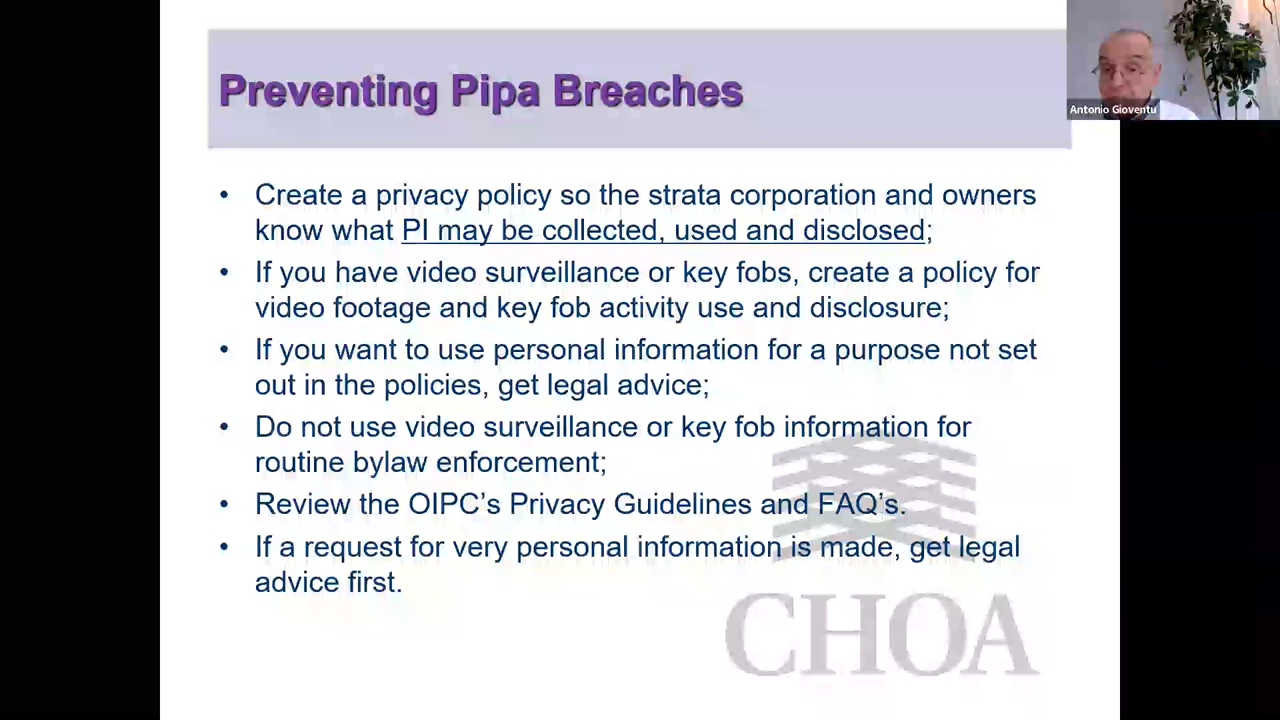 Preventing Pipa Breaches
Antonio Gioventu
• Create a privacy policy so the strata corporation and owners
know what PI may be collected, used and disclosed;
• If you have video surveillance or key fobs, create a policy for
video footage and key fob activity use and disclosure;
• If you want to use personal information for a purpose not set
out in the policies, get legal advice;
• Do not use video surveillance or key fob information for
routine bylaw enforcement;
• Review the OIPC’s Privacy Guidelines and FAQ’s.
• If a request for very personal information is made, get legal
advice first.
CHOA